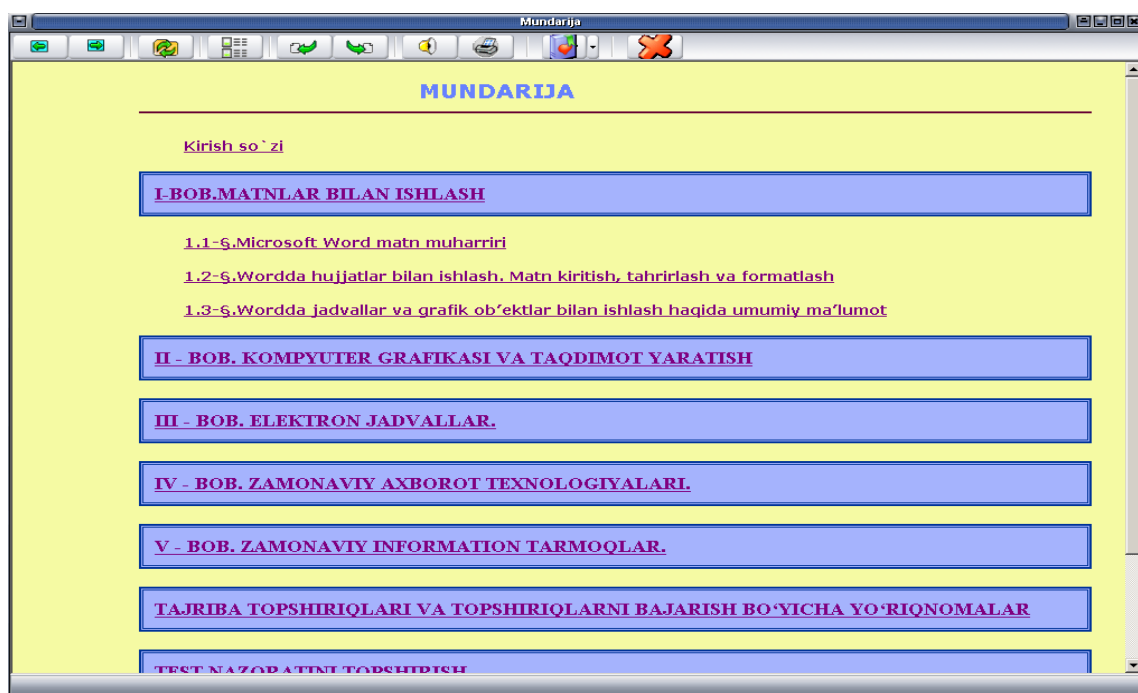 Mundarija
MUNDARIJA
Kirish so`zi
I-BOB.MATNLAR BILAN ISHLASH
1.1-§.Microsoft Word matn muharriri
1.2-§.Wordda hujjatlar bilan ishlash. Matn kiritish, tahrirlash va formatlash
1.3-§.Wordda jadvallar va grafik ob’ektlar bilan ishlash haqida umumiy ma’lumot
II - BOB. KOMPYUTER GRAFIKASI VA TAQDIMOT YARATISH
III - BOB. ELEKTRON JADVALLAR.
IV - BOB. ZAMONAVIY AXBOROT TEXNOLOGIYALARI.
V - BOB. ZAMONAVIY INFORMATION TARMOQLAR.
TAJRIBA TOPSHIRIQLARI VA TOPSHIRIQLARNI BAJARISH BO‘YICHA YO‘RIQNOMALAR
TEST NAZORATINI TOPSHIRISH